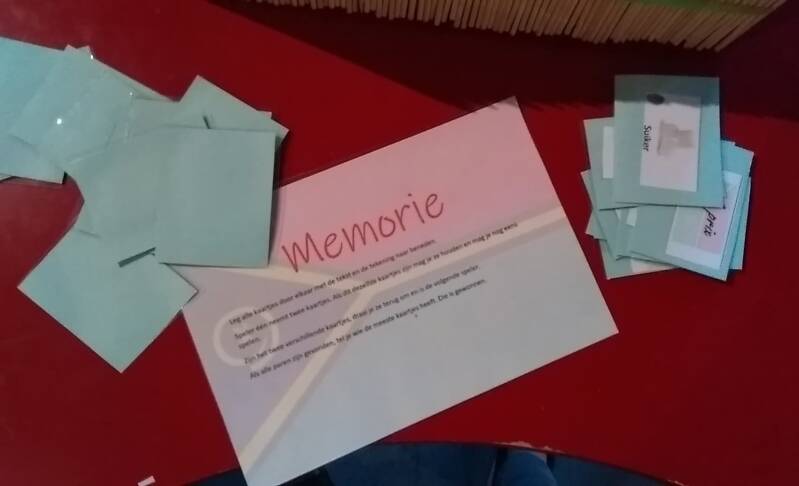 Memorie
Leg alle kaartjes door elkaar met de tekst en de tekening naar beneden.
Speler één neemt twee kaartjes. Als dit dezelfde kaartjes zijn mag je ze houden en mag je nog eens
spelen.
Zijn het twee verschillende kaartjes, draai je ze terug om en is de volgende speler.
Als alle paren zijn gevonden, tel je wie de meeste kaartjes heeft. Die is gewonnen.
Suiker